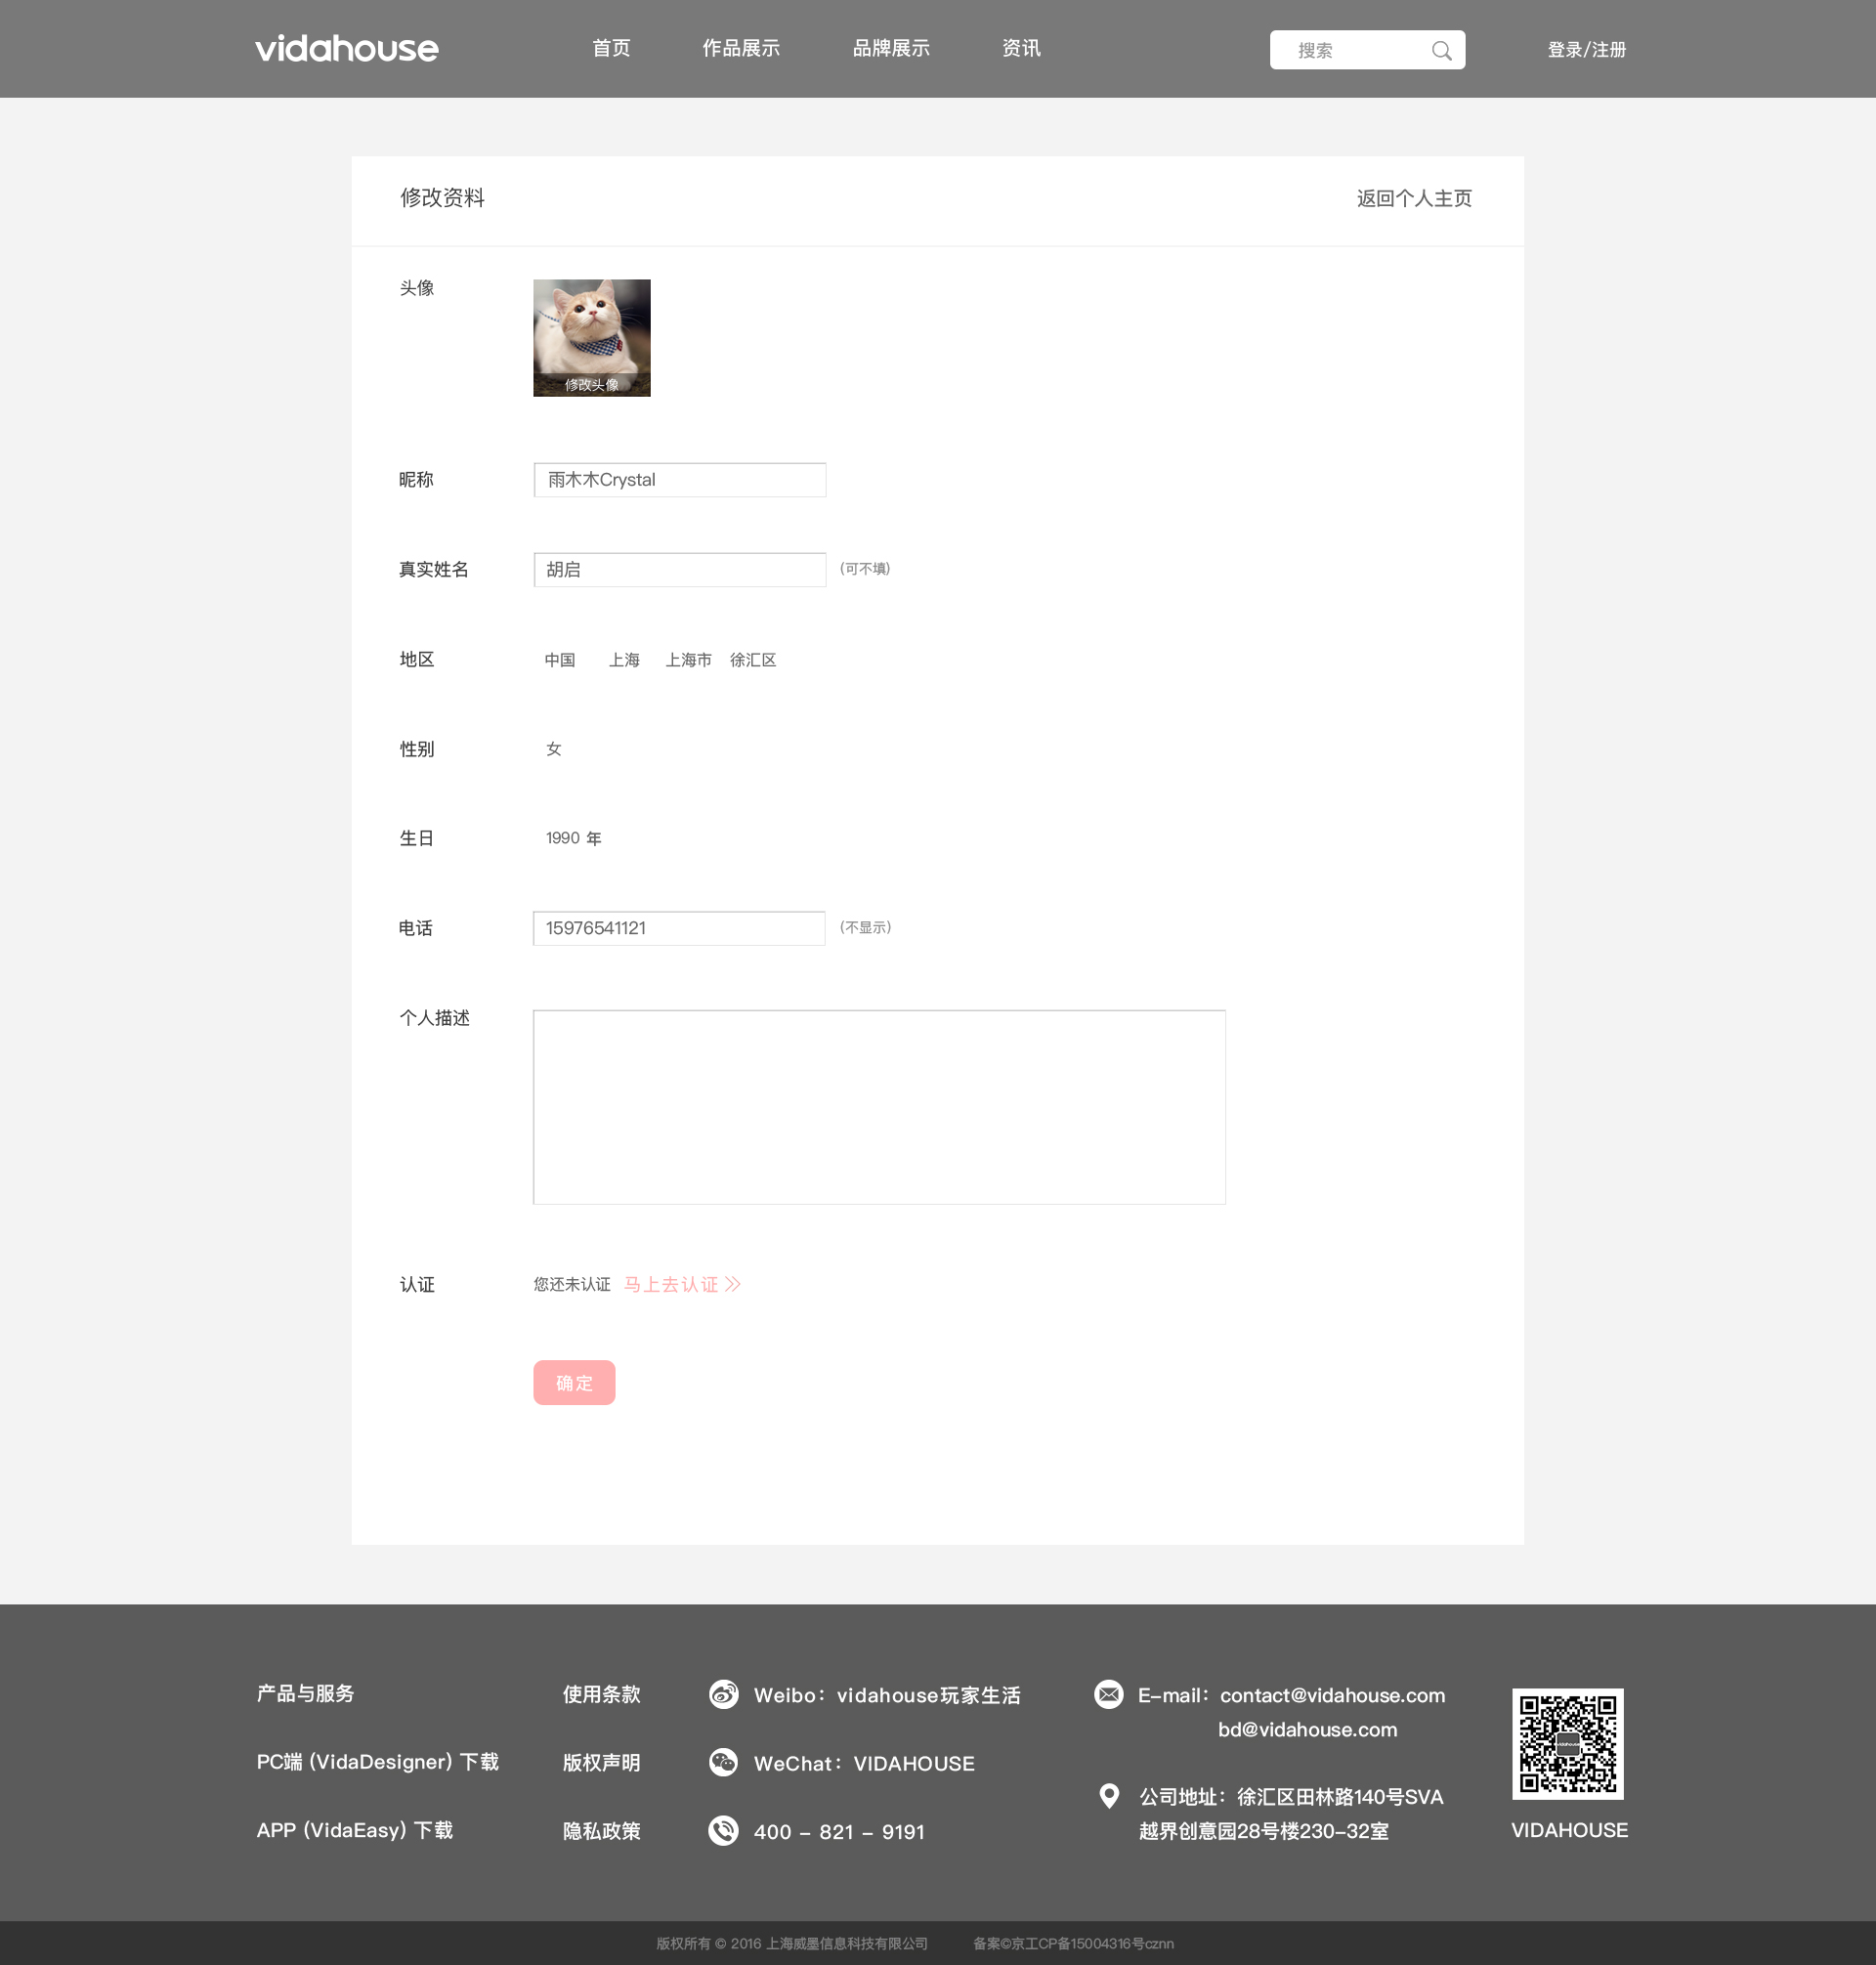 vidahouse 首页 作品展示 品牌展示 资讯 搜索 登录/注册
修改资料 返回个人主页
头像
修改头像
昵称 雨木木Crystal
真实姓名 胡启 (可不填)
地区 中国 上海 上海市 徐汇区
性别 女
生日 1990 年
电话 15976541121 (不显示)
个人描述
认证 您还未认证 马上去认证
确定
产品与服务 使用条款 Weibo：vidahouse玩家生活 E-mail：contact@vidahouse.com
bd@vidahouse.com
PC端 (VidaDesigner) 下载 版权声明 WeChat：VIDAHOUSE
vidahouse
公司地址：徐汇区田林路140号SVA
APP (VidaEasy) 下载 隐私政策 400 - 821 - 9191 越界创意园28号楼230-32室 VIDAHOUSE
版权所有 © 2016 上海威墨信息科技有限公司 备案©京工CP备15004316号cznn